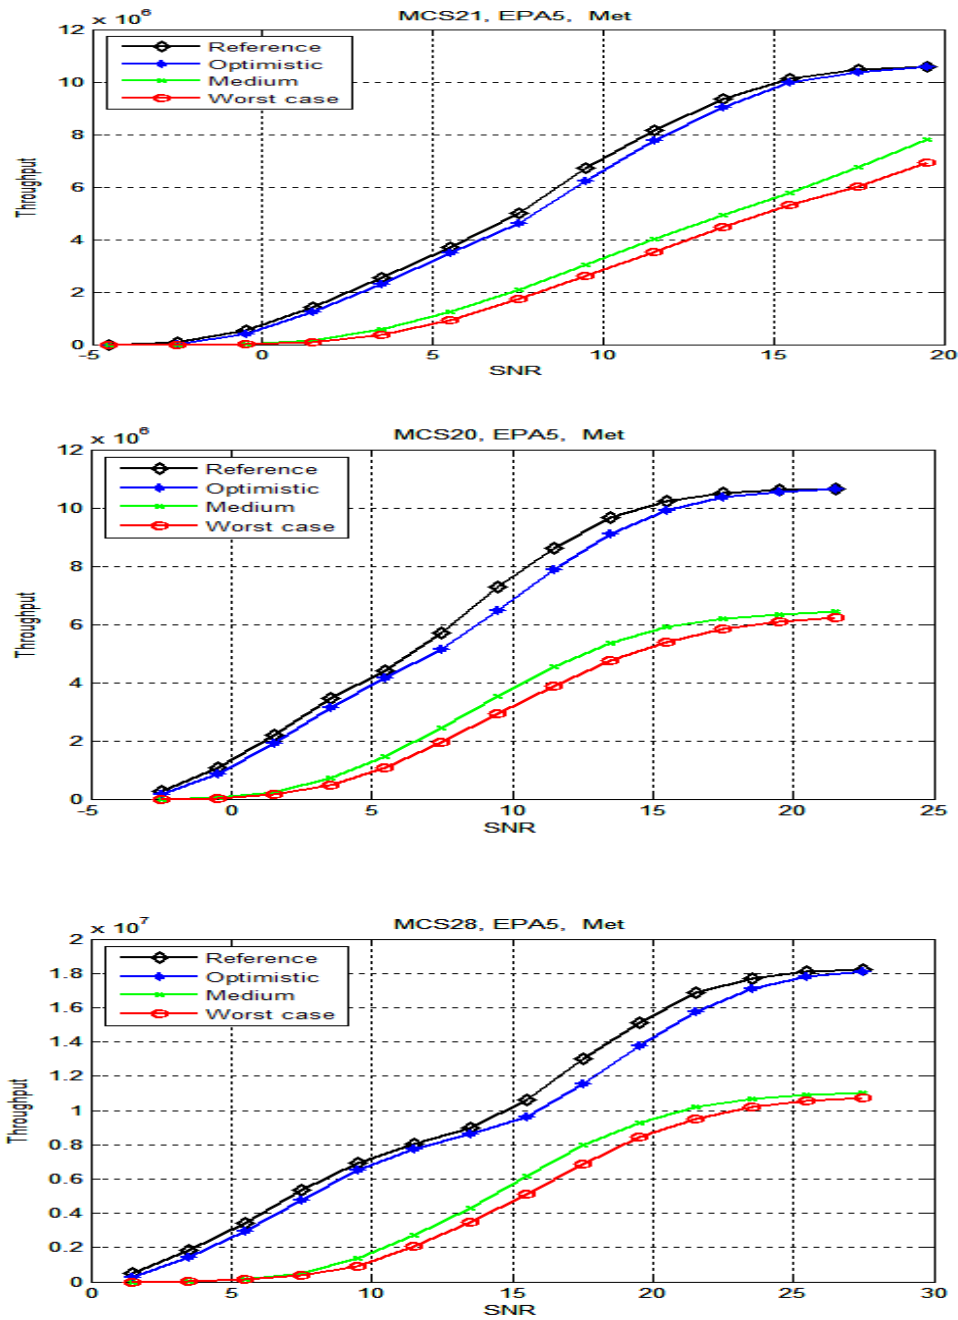 MCS21, EPA5, Met
x 10^6
12
10
8
6
4
2
0
Throughput
Reference
Optimistic
Medium
Worst case
-5 0 5 10 15 20
SNR
MCS20, EPA5, Met
x 10^6
12
10
8
6
4
2
0
Throughput
Reference
Optimistic
Medium
Worst case
-5 0 5 10 15 20 25
SNR
MCS28, EPA5, Met
x 10^7
2
1.8
1.6
1.4
1.2
1
0.8
0.6
0.4
0.2
0
Throughput
Reference
Optimistic
Medium
Worst case
0 5 10 15 20 25 30
SNR